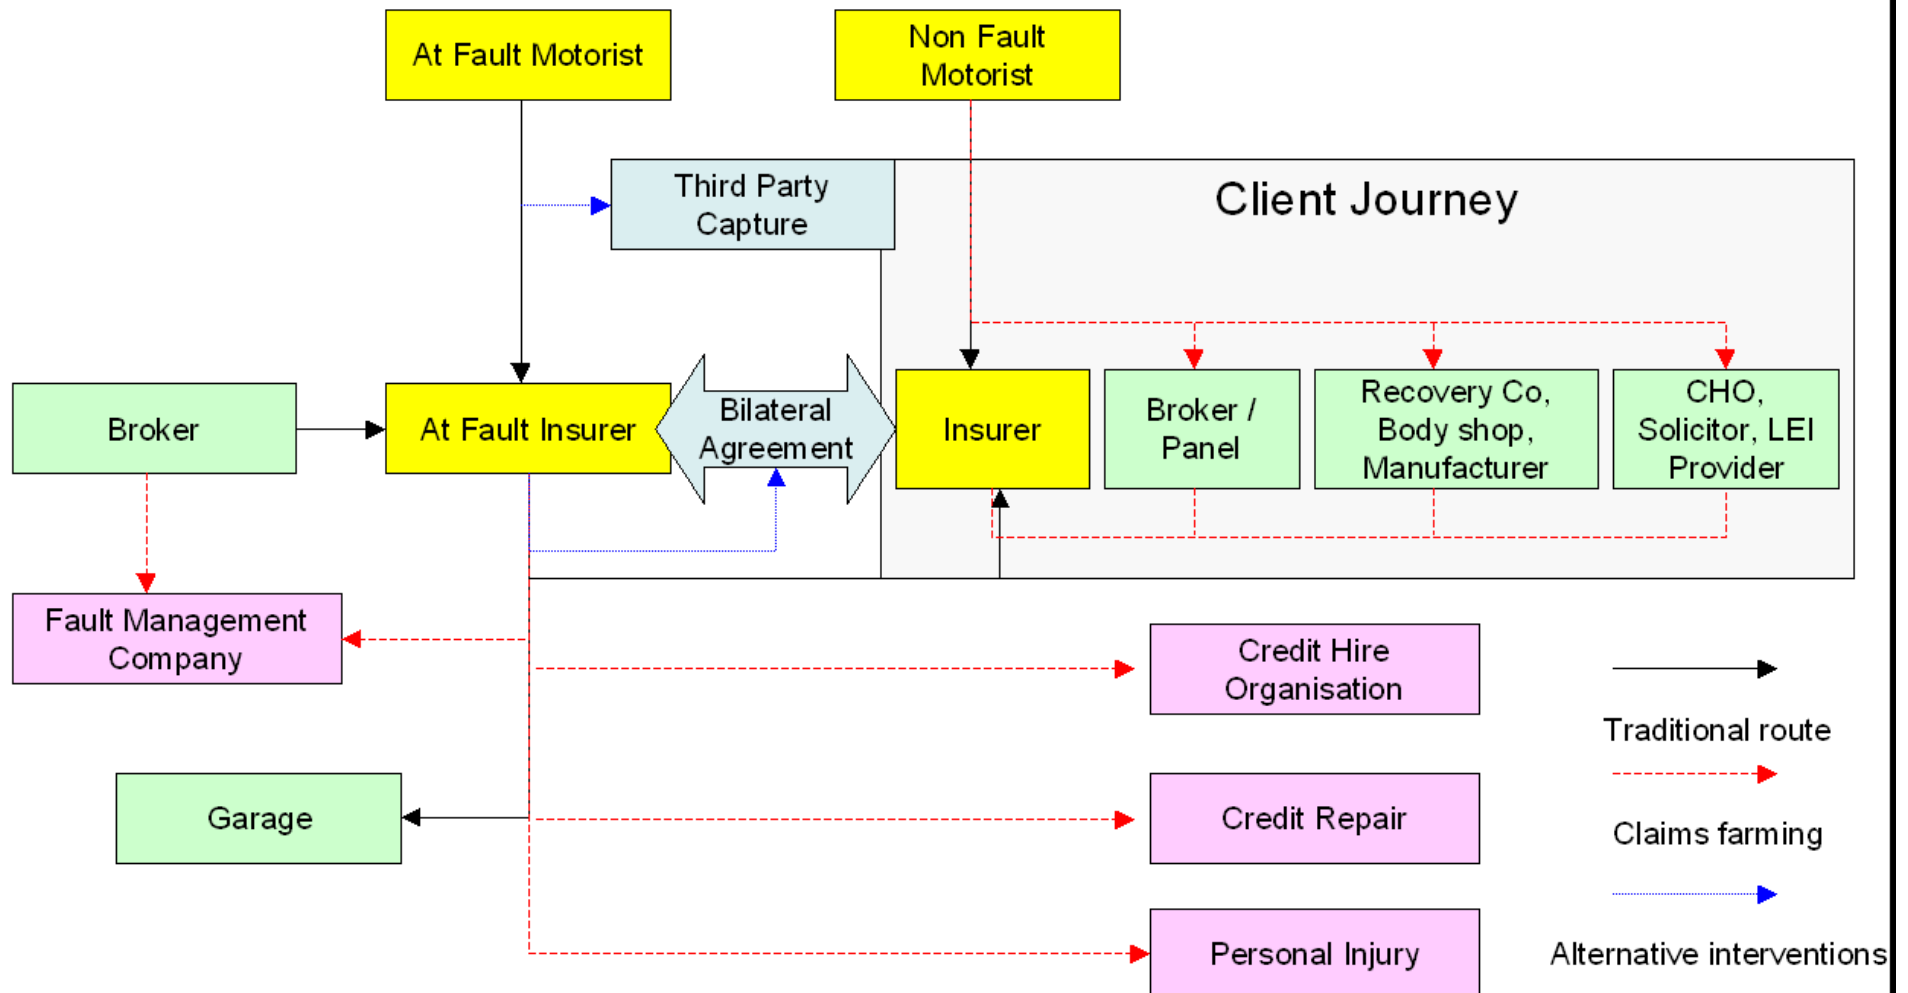 At Fault Motorist
Non Fault
Motorist
Third Party
Capture
Client Journey
Broker
At Fault Insurer
Bilateral
Agreement
Insurer
Broker /
Panel
Recovery Co,
Body shop,
Manufacturer
CHO,
Solicitor, LEI
Provider
Fault Management
Company
Credit Hire
Organisation
Traditional route
Garage
Credit Repair
Claims farming
Personal Injury
Alternative interventions